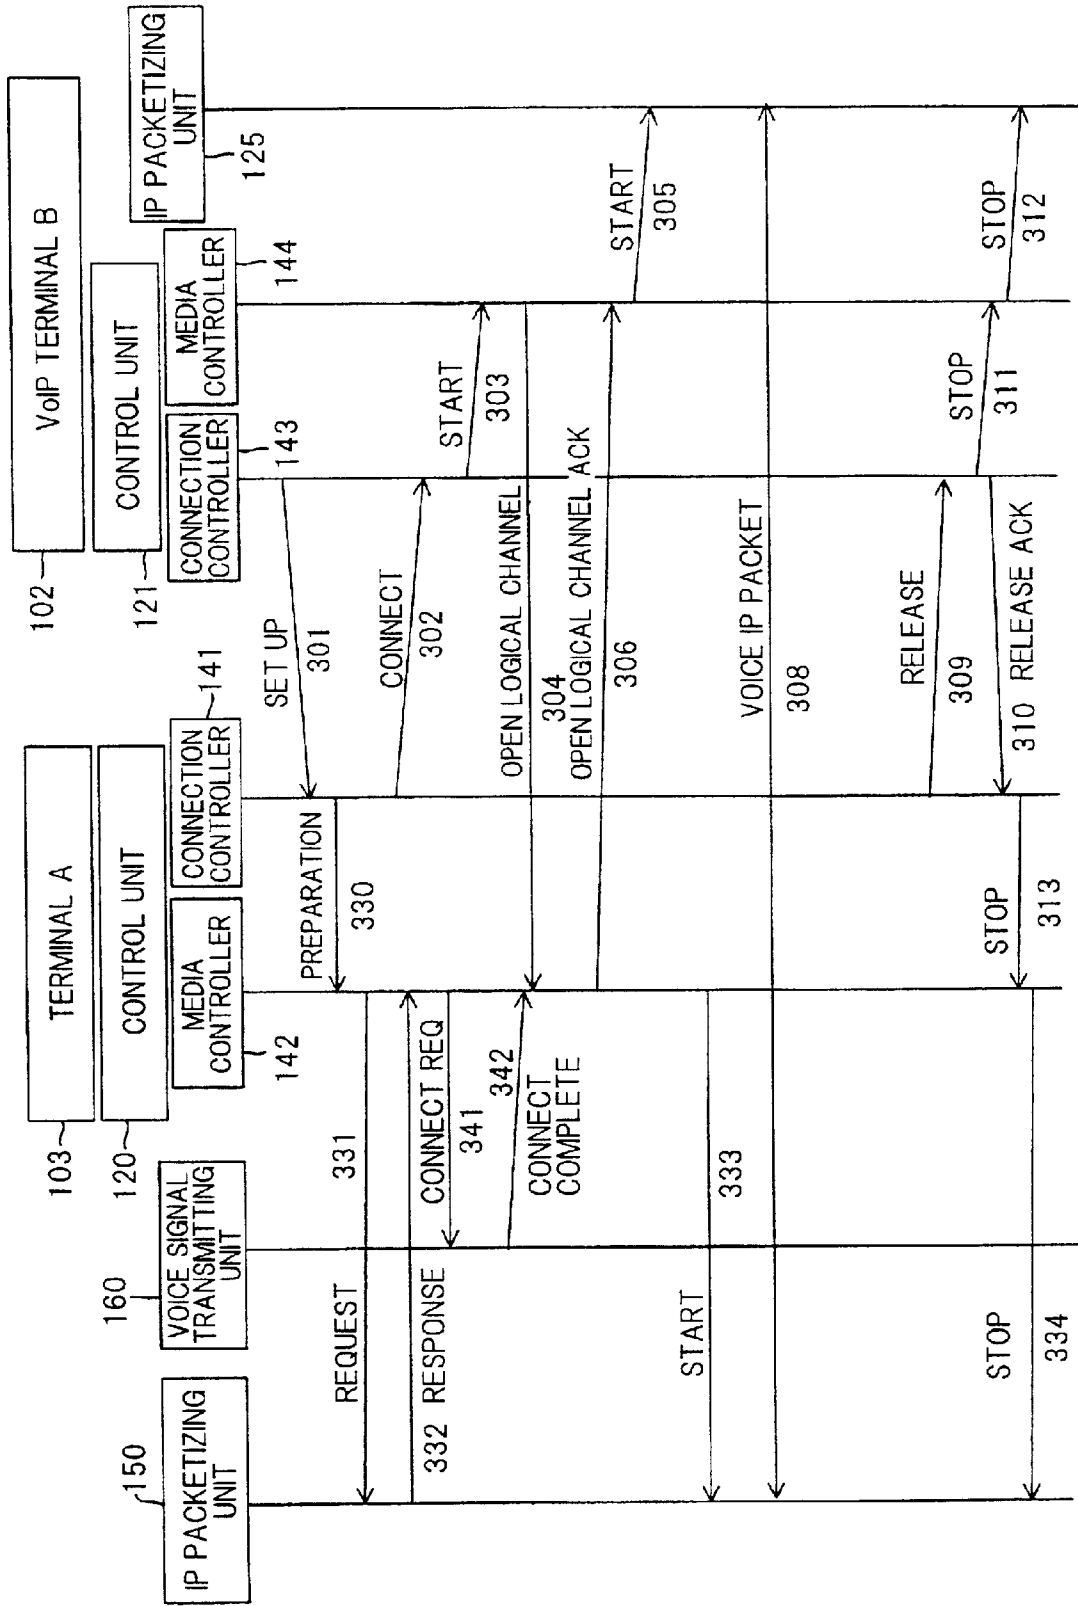 150
IP PACKETIZING
UNIT
160
VOICE SIGNAL
TRANSMITTING
UNIT
103
TERMINAL A
120
CONTROL UNIT
142
MEDIA
CONTROLLER
141
CONNECTION
CONTROLLER
102
VoIP TERMINAL B
121
CONTROL UNIT
143
CONNECTION
CONTROLLER
144
MEDIA
CONTROLLER
125
IP PACKETIZING
UNIT
SET UP
301
PREPARATION
330
REQUEST
331
332 RESPONSE
CONNECT
302
CONNECT REQ
341
START
303
342
CONNECT
COMPLETE
OPEN LOGICAL CHANNEL
304
OPEN LOGICAL CHANNEL ACK
306
START
305
START
333
VOICE IP PACKET
308
RELEASE
309
STOP
311
310 RELEASE ACK
STOP
312
STOP
313
STOP
334